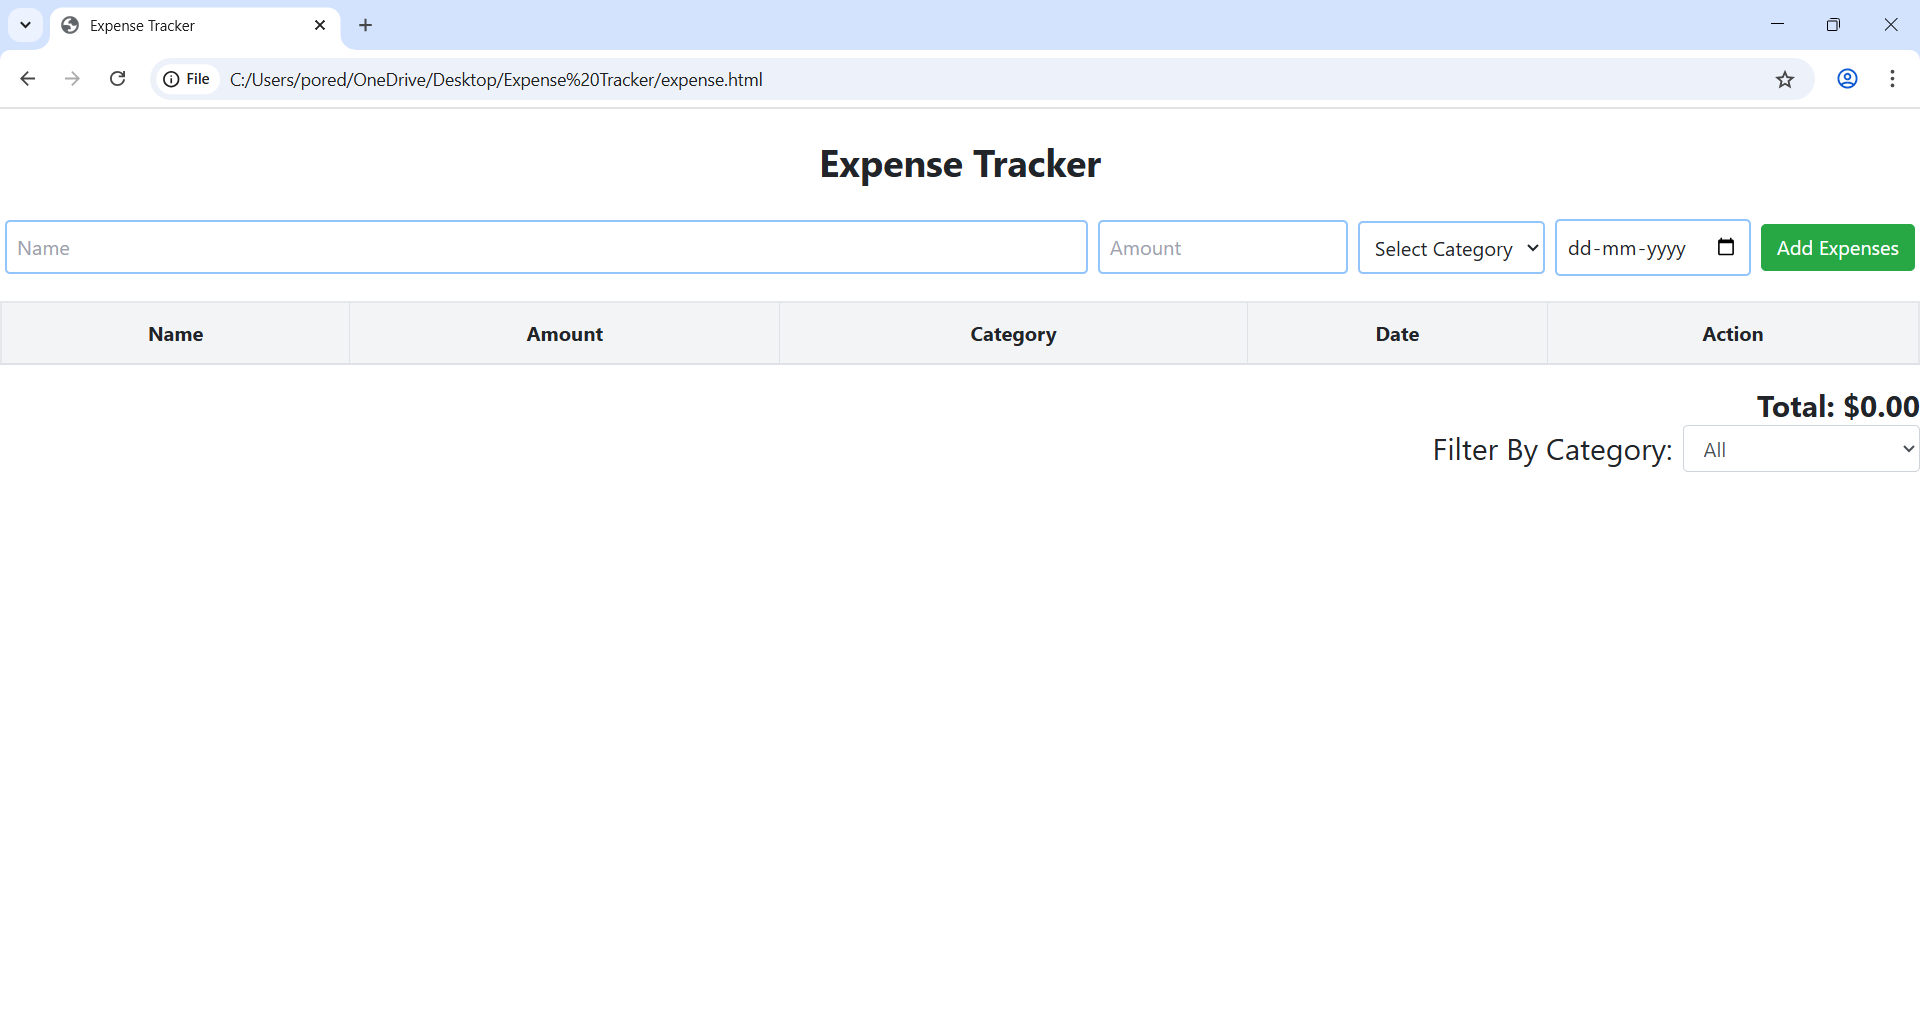 Expense Tracker
File C:/Users/pored/OneDrive/Desktop/Expense%20Tracker/expense.html
Expense Tracker
Name Amount Select Category dd-mm-yyyy Add Expenses
Name Amount Category Date Action
Total: $0.00
Filter By Category: All